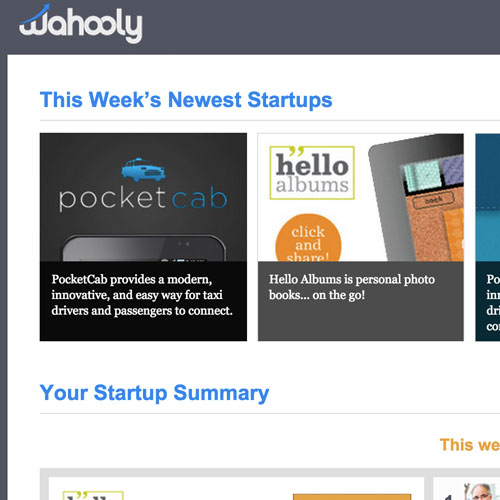 wahooly
This Week's Newest Startups
pocketcab
PocketCab provides a modern,
innovative, and easy way for taxi
drivers and passengers to connect.
hello
albums
click
and
share!
book
Hello Albums is personal photo
books... on the go!
Po
inn
dri
co
Your Startup Summary
This we
hello